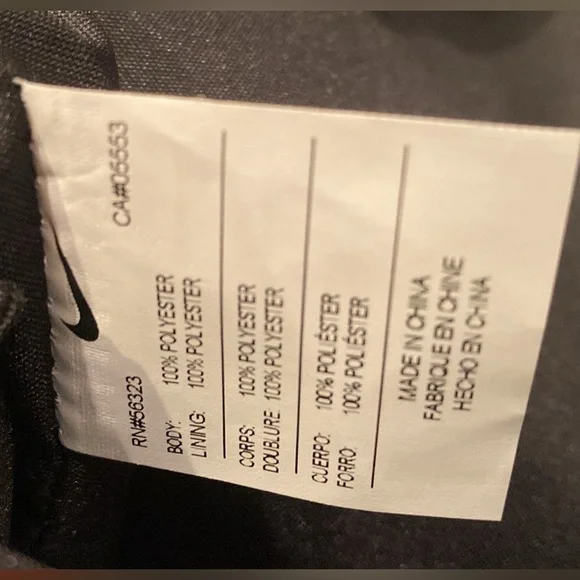 RN#56323 CA#05553
BODY: 100% POLYESTER
LINING: 100% POLYESTER
CORPS: 100% POLYESTER
DOUBLURE: 100% POLYESTER
CUERPO: 100% POLIÉSTER
FORRO: 100% POLIÉSTER
MADE IN CHINA
FABRIQUE EN CHINE
HECHO EN CHINA